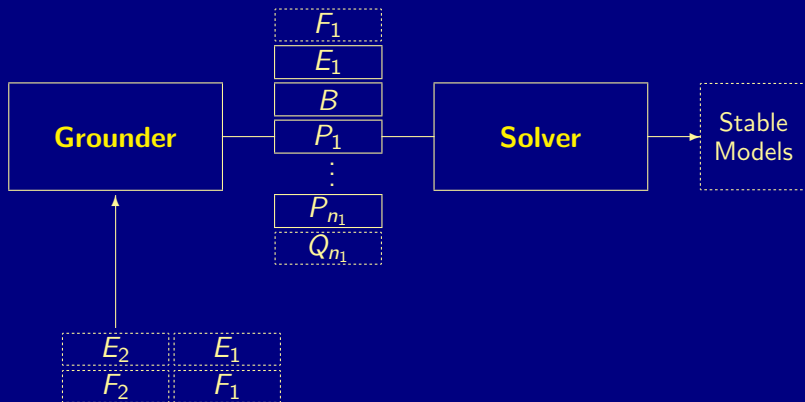 F₁
E₁
B
Grounder P₁ Solver Stable
Models
⋮
Pₙ₁
Qₙ₁
E₂ E₁
F₂ F₁